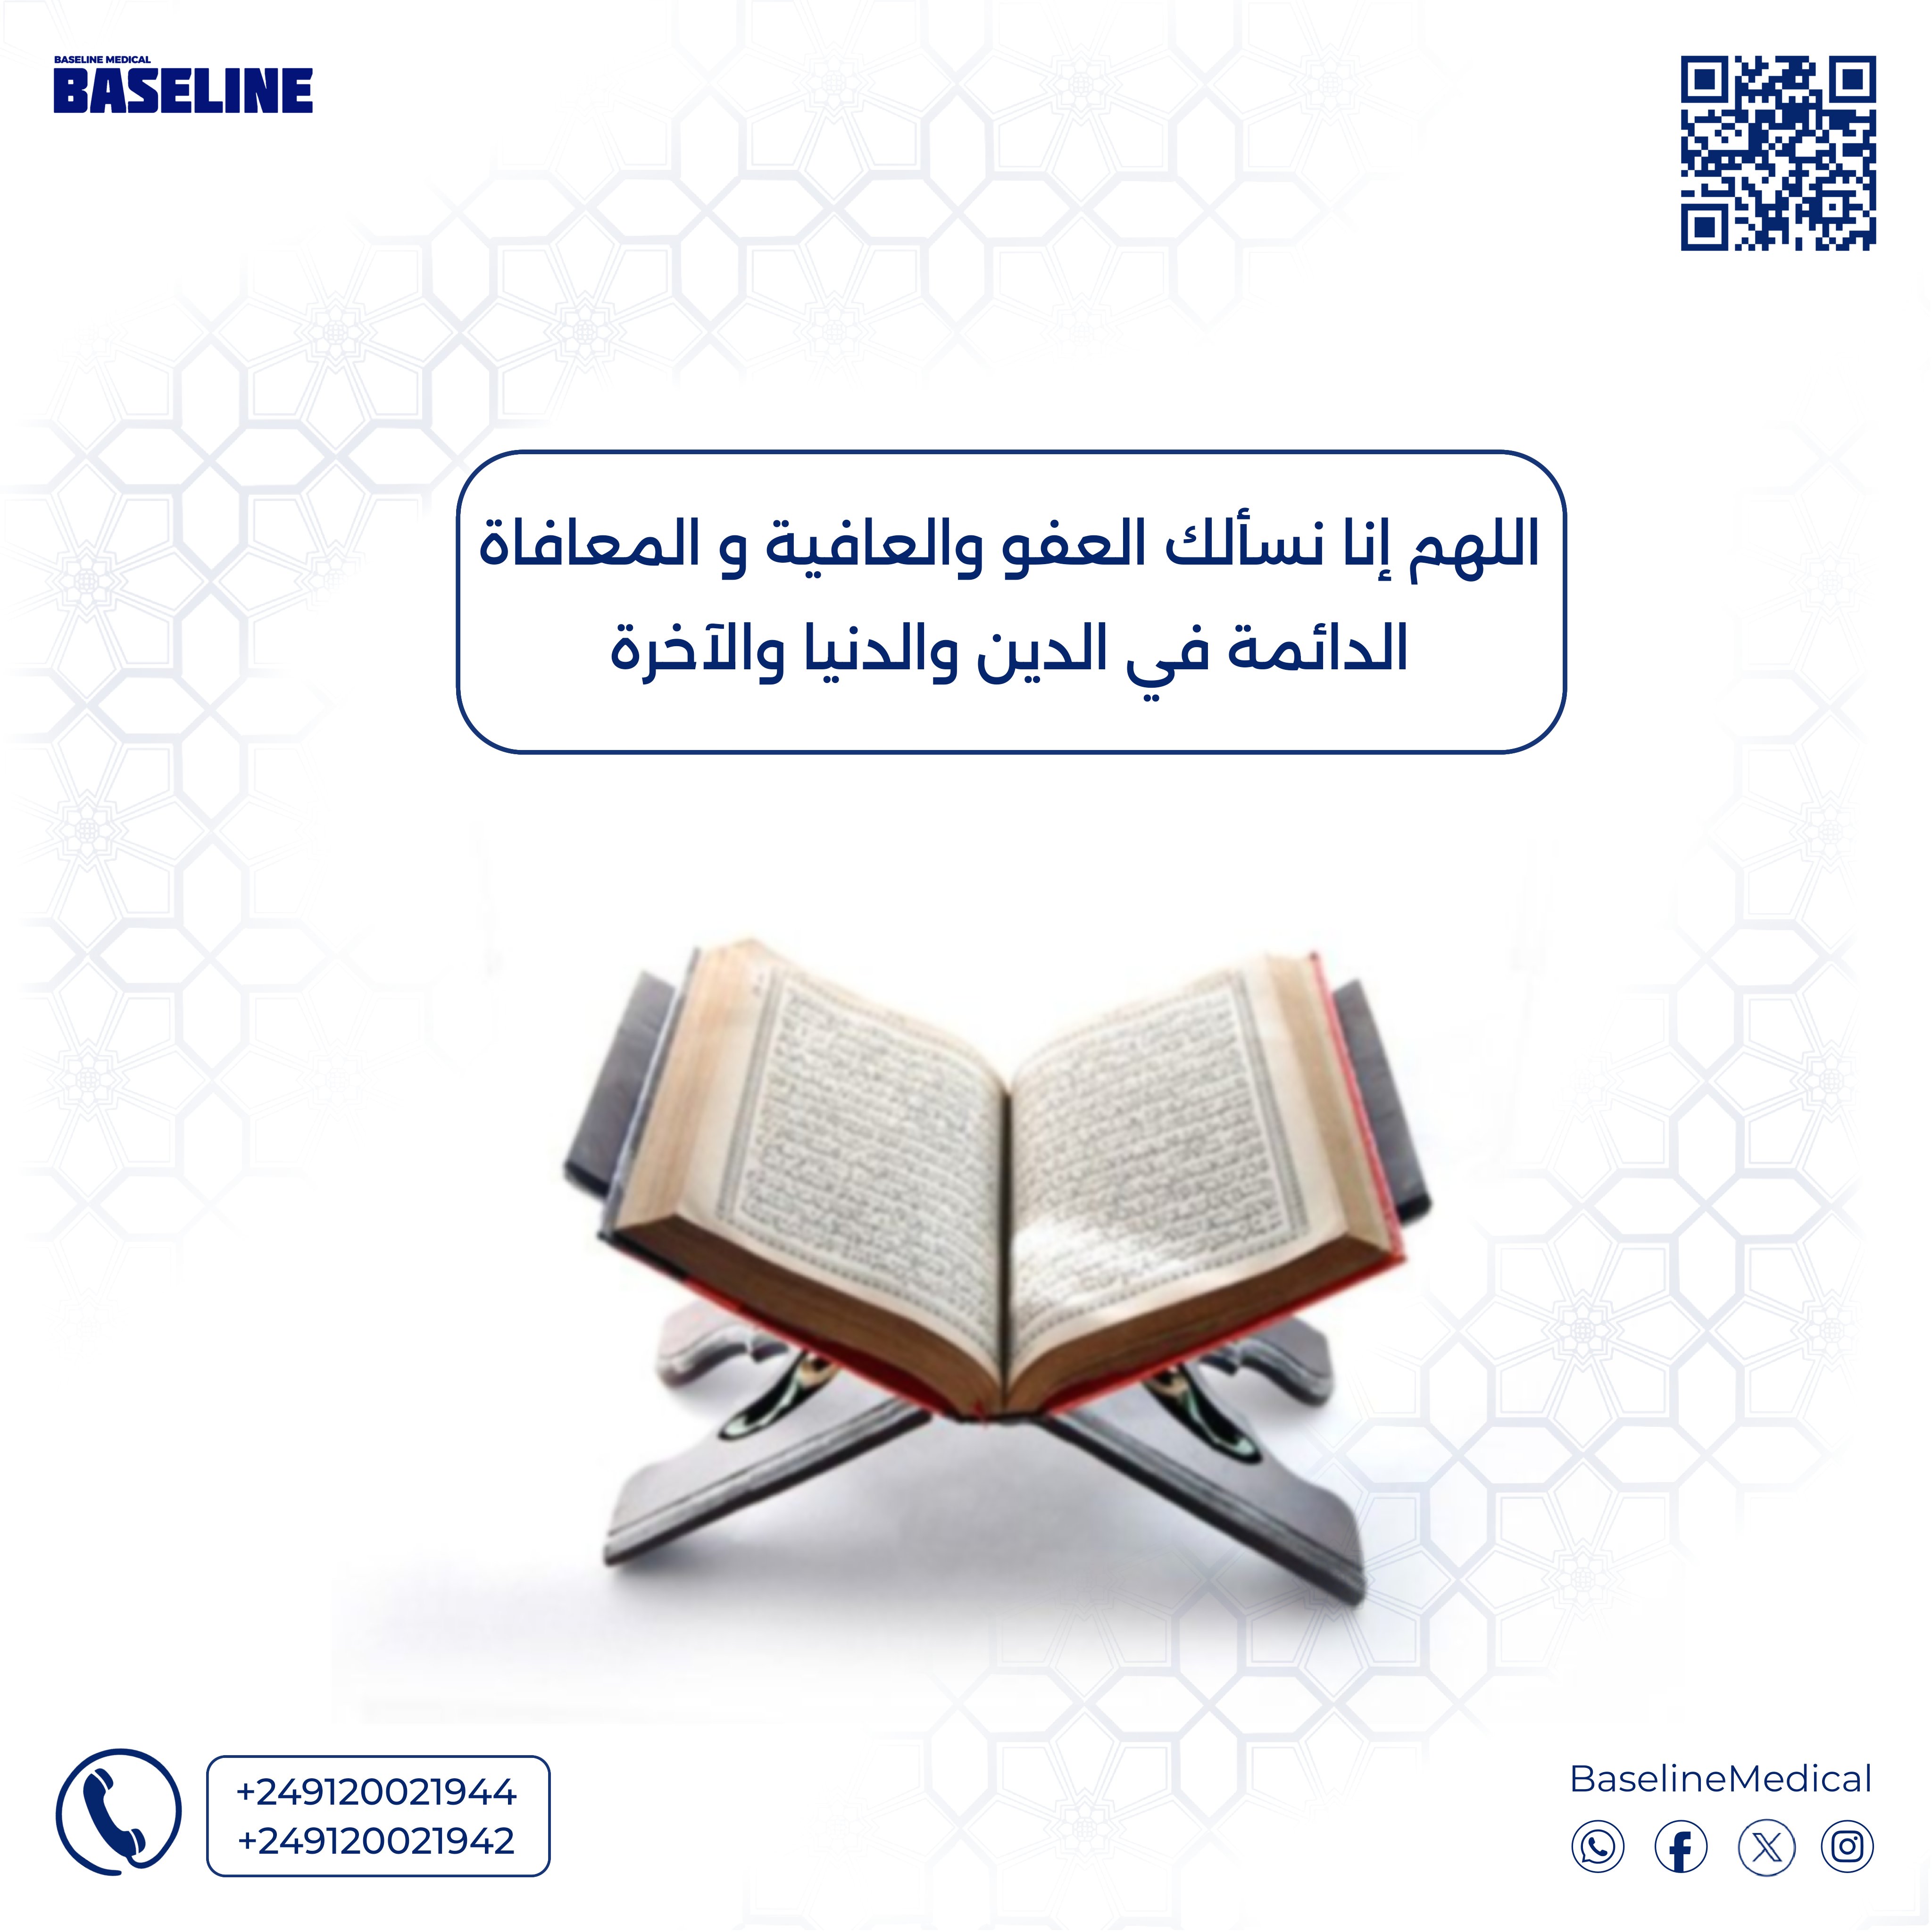 BASELINE MEDICAL
BASELINE
اللهم إنا نسألك العفو والعافية و المعافاة
الدائمة في الدين والدنيا والآخرة
+249120021944
+249120021942
BaselineMedical